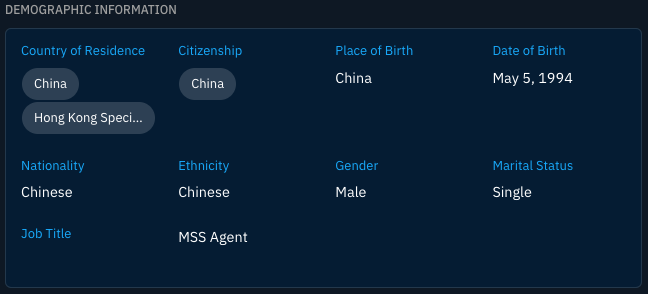 DEMOGRAPHIC INFORMATION
Country of Residence Citizenship Place of Birth Date of Birth
China China China May 5, 1994
Hong Kong Speci...
Nationality Ethnicity Gender Marital Status
Chinese Chinese Male Single
Job Title MSS Agent